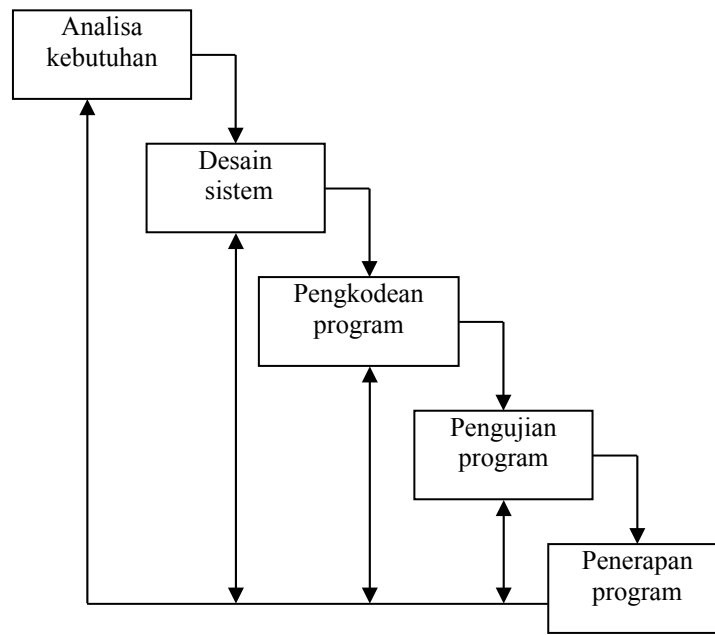 Analisa
kebutuhan
Desain
sistem
Pengkodean
program
Pengujian
program
Penerapan
program